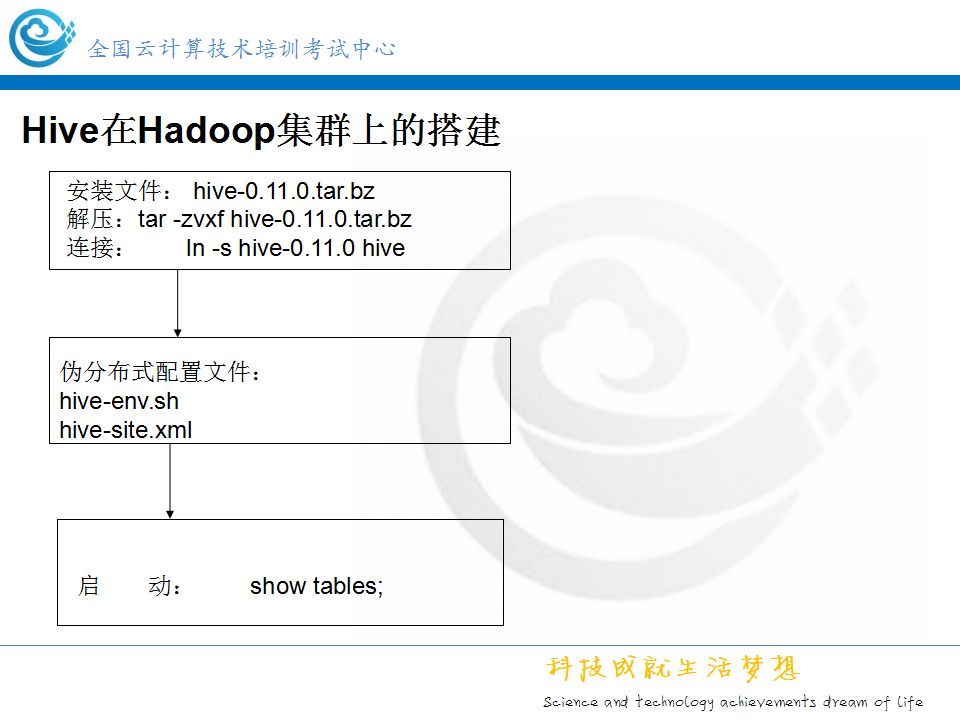 全国云计算技术培训考试中心
Hive在Hadoop集群上的搭建
安装文件： hive-0.11.0.tar.bz
解压：tar -zvxf hive-0.11.0.tar.bz
连接： ln -s hive-0.11.0 hive
伪分布式配置文件：
hive-env.sh
hive-site.xml
启 动： show tables;
科技成就生活梦想
Science and technology achievements dream of life